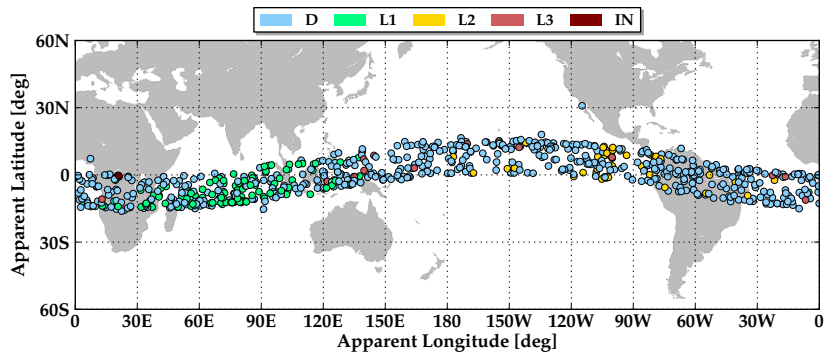 D L1 L2 L3 IN
60N
30N
0
30S
60S
Apparent Latitude [deg]
0 30E 60E 90E 120E 150E 150W 120W 90W 60W 30W 0
Apparent Longitude [deg]